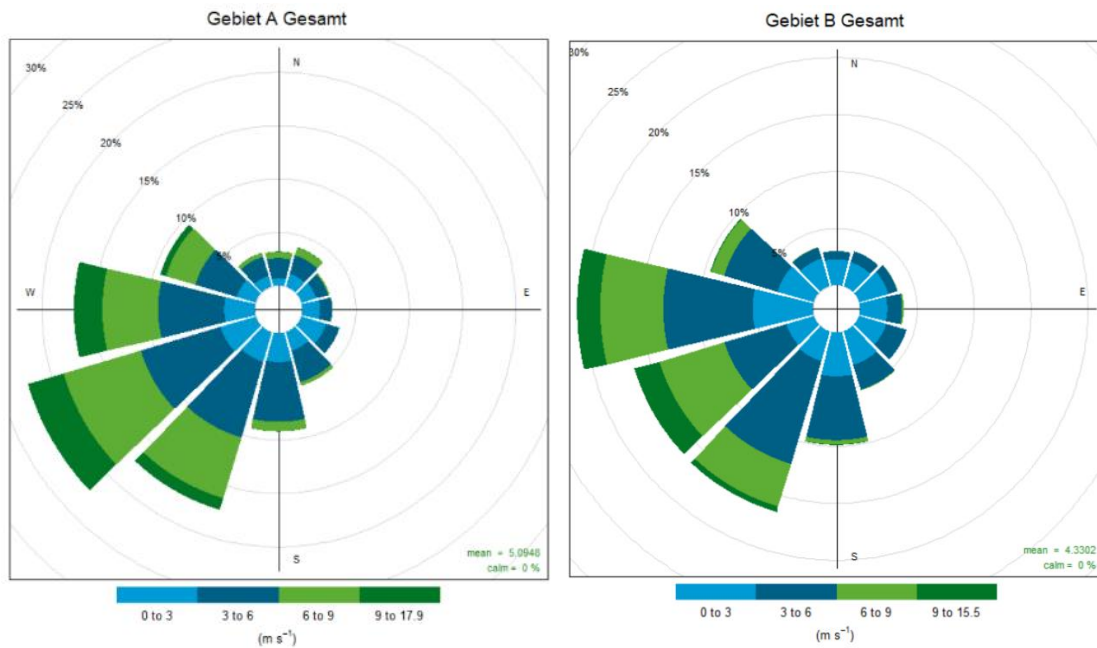 Gebiet A Gesamt
30%
25%
20%
15%
10%
5%
N
W
E
S
mean = 5.0948
calm = 0 %
0 to 3
3 to 6
6 to 9
9 to 17.9
(m s⁻¹)
Gebiet B Gesamt
30%
25%
20%
15%
10%
5%
N
E
S
mean = 4.3302
calm = 0 %
0 to 3
3 to 6
6 to 9
9 to 15.5
(m s⁻¹)